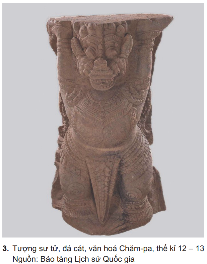 3. Tượng sư tử, đá cát, văn hoá Chăm-pa, thế kỉ 12 – 13
Nguồn: Bảo tàng Lịch sử Quốc gia